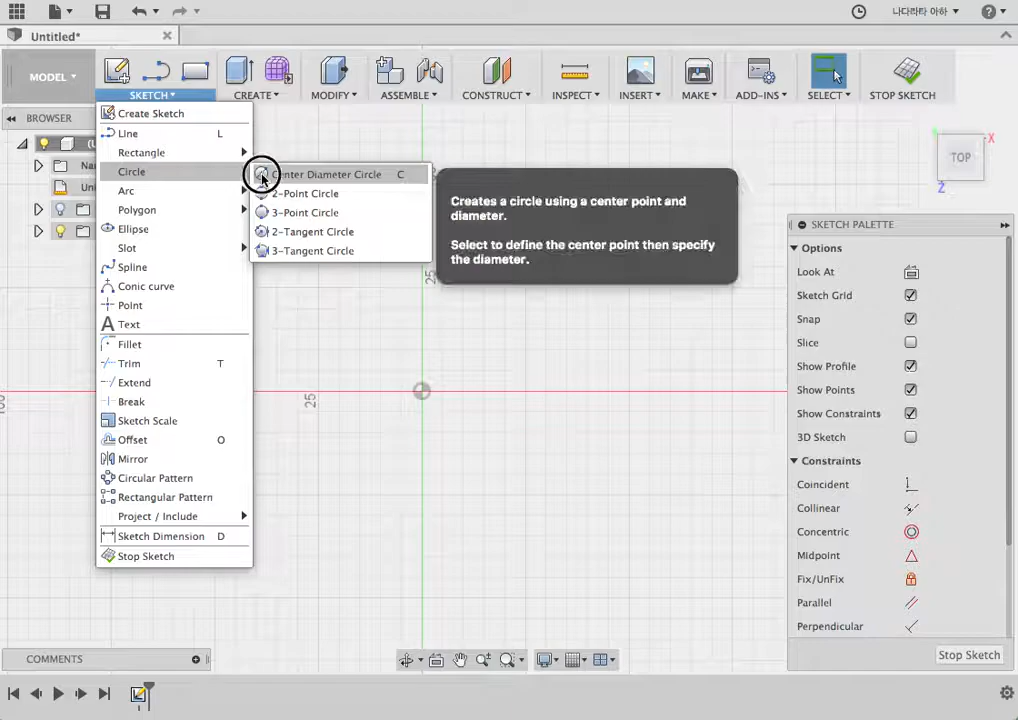 나다라타 아하
Untitled*
MODEL
SKETCH
CREATE
MODIFY
ASSEMBLE
CONSTRUCT
INSPECT
INSERT
MAKE
ADD-INS
SELECT
STOP SKETCH
BROWSER
Create Sketch
Line L
Rectangle
Circle
Arc
Polygon
Ellipse
Slot
Spline
Conic curve
Point
Text
Fillet
Trim T
Extend
Break
Sketch Scale
Offset O
Mirror
Circular Pattern
Rectangular Pattern
Project / Include
Sketch Dimension D
Stop Sketch
Center Diameter Circle C
2-Point Circle
3-Point Circle
2-Tangent Circle
3-Tangent Circle
Creates a circle using a center point and
diameter.
Select to define the center point then specify
the diameter.
25
25
TOP
X
Z
SKETCH PALETTE
Options
Look At
Sketch Grid
Snap
Slice
Show Profile
Show Points
Show Constraints
3D Sketch
Constraints
Coincident
Collinear
Concentric
Midpoint
Fix/UnFix
Parallel
Perpendicular
Stop Sketch
COMMENTS